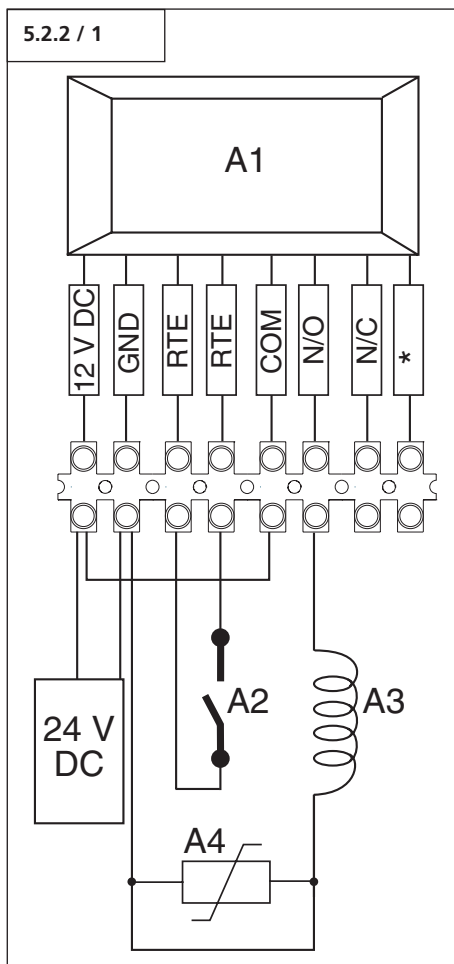 5.2.2 / 1
A1
12 V DC
GND
RTE
RTE
COM
N/O
N/C
*
24 V
DC
A2
A3
A4